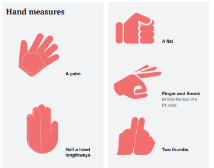 Hand measures
A palm
A fist
Finger and thumb
(A hole the size of a
£1 coin)
Half a hand
lengthways
Two thumbs